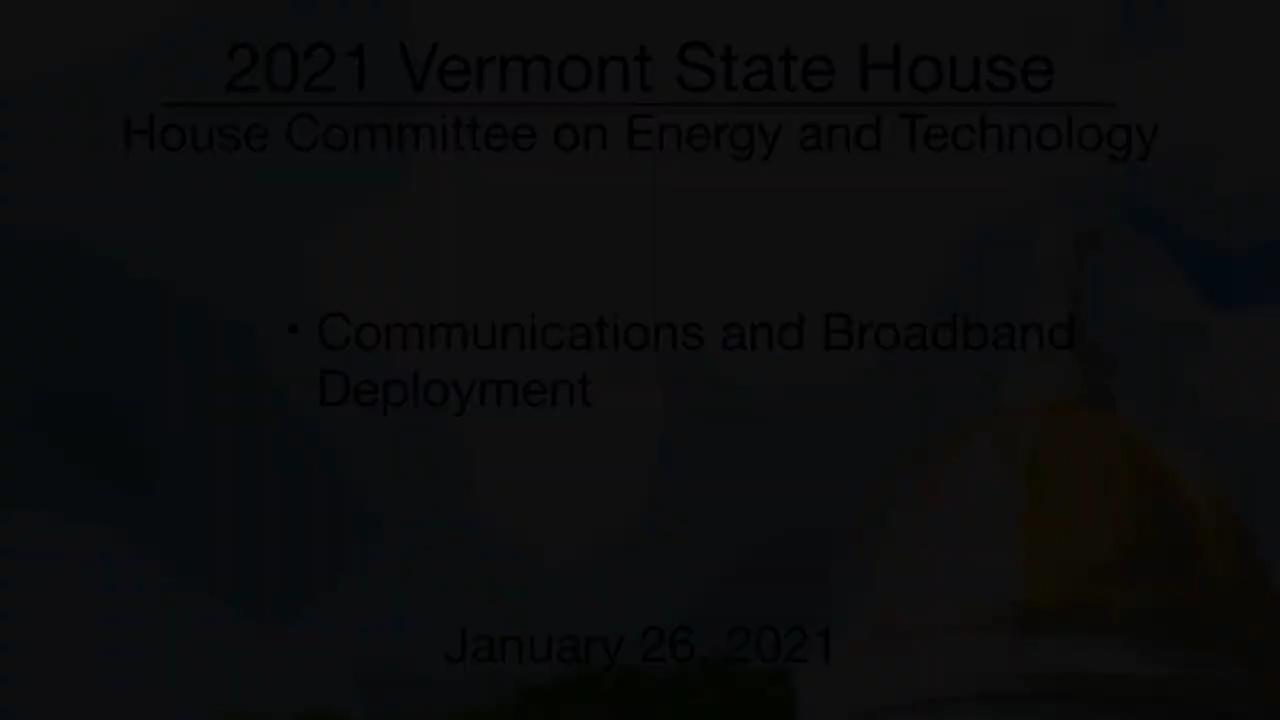 2021 Vermont State House
House Committee on Energy and Technology
· Communications and Broadband
Deployment
January 26, 2021